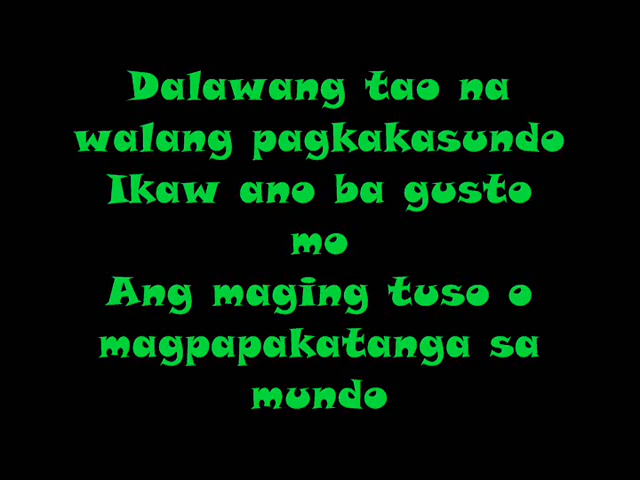 Dalawang tao na
walang pagkakasundo
Ikaw ano ba gusto
mo
Ang maging tuso o
magpapakatanga sa
mundo